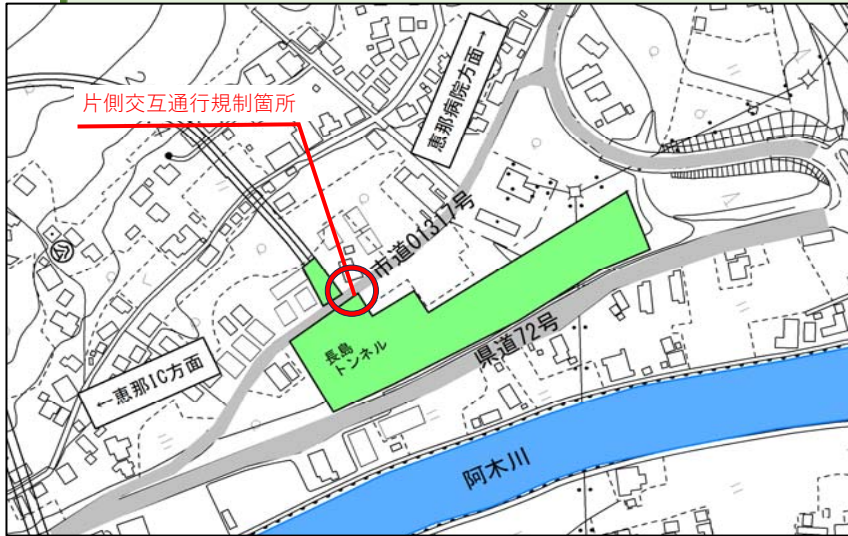 片側交互通行規制箇所
恵那病院方面→
市道01317号
長島
トンネル
県道72号
←恵那IC方面
阿木川